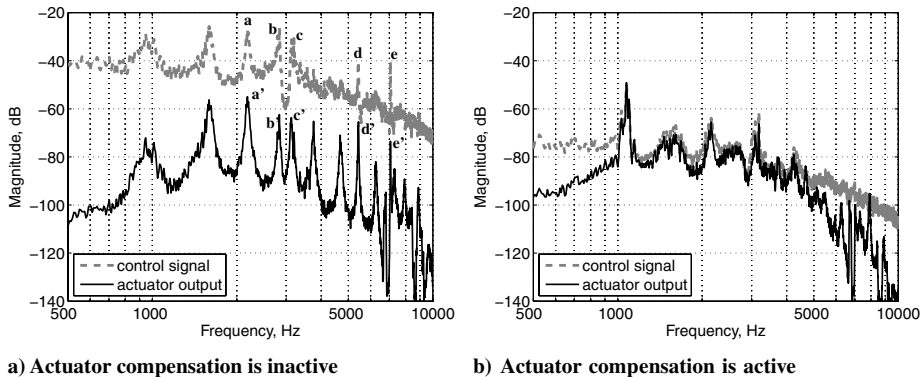 −20
−40
−60
−80
−100
−120
−140
Magnitude, dB
a
b
c
d
e
a’
b’
c’
d’
e’
control signal
actuator output
500
1000
2000
5000
10000
Frequency, Hz
a) Actuator compensation is inactive
−20
−40
−60
−80
−100
−120
−140
Magnitude, dB
control signal
actuator output
500
1000
2000
5000
10000
Frequency, Hz
b) Actuator compensation is active